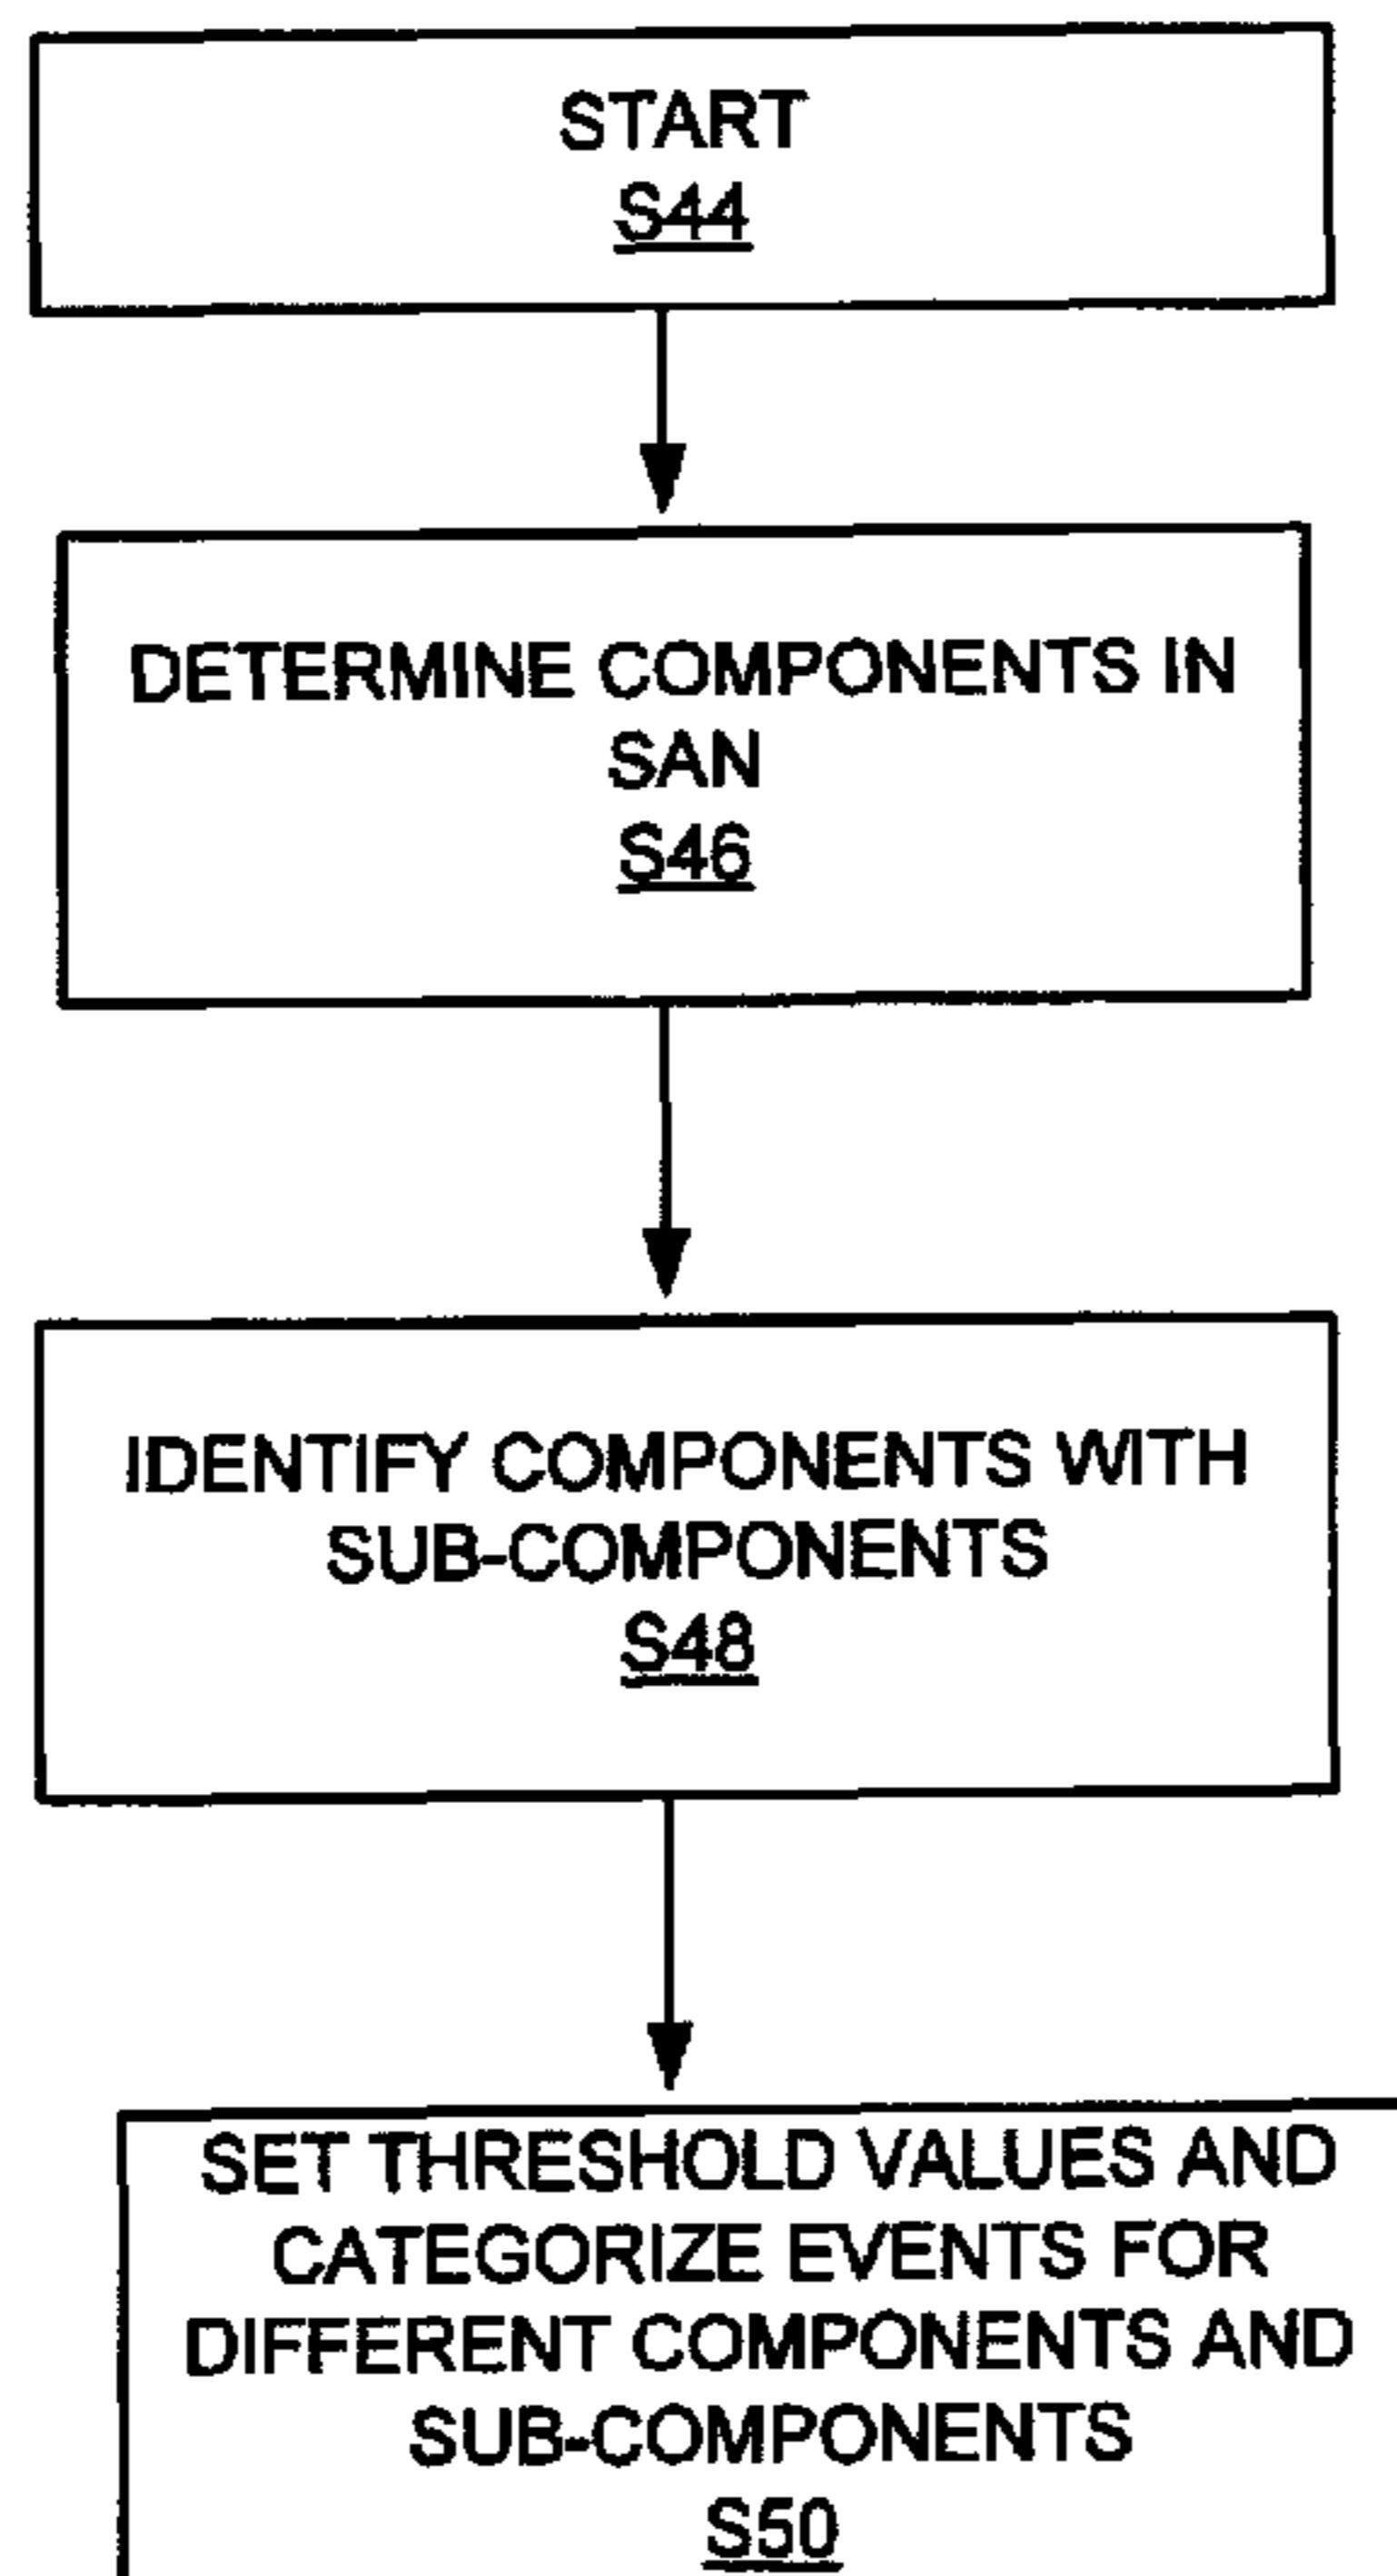 START
S44
DETERMINE COMPONENTS IN
SAN
S46
IDENTIFY COMPONENTS WITH
SUB-COMPONENTS
S48
SET THRESHOLD VALUES AND
CATEGORIZE EVENTS FOR
DIFFERENT COMPONENTS AND
SUB-COMPONENTS
S50